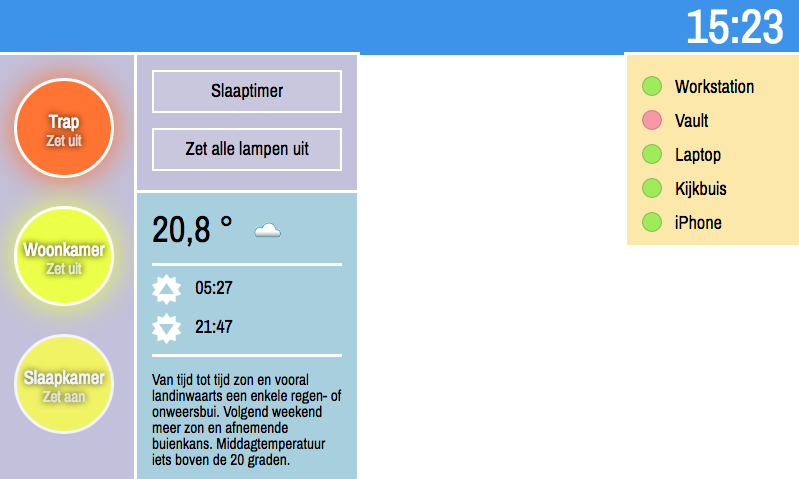 15:23
Trap
Zet uit
Woonkamer
Zet uit
Slaapkamer
Zet aan
Slaaptimer
Zet alle lampen uit
20,8 °
05:27
21:47
Van tijd tot tijd zon en vooral
landinwaarts een enkele regen- of
onweersbui. Volgend weekend
meer zon en afnemende
buienkans. Middagtemperatuur
iets boven de 20 graden.
Workstation
Vault
Laptop
Kijkbuis
iPhone